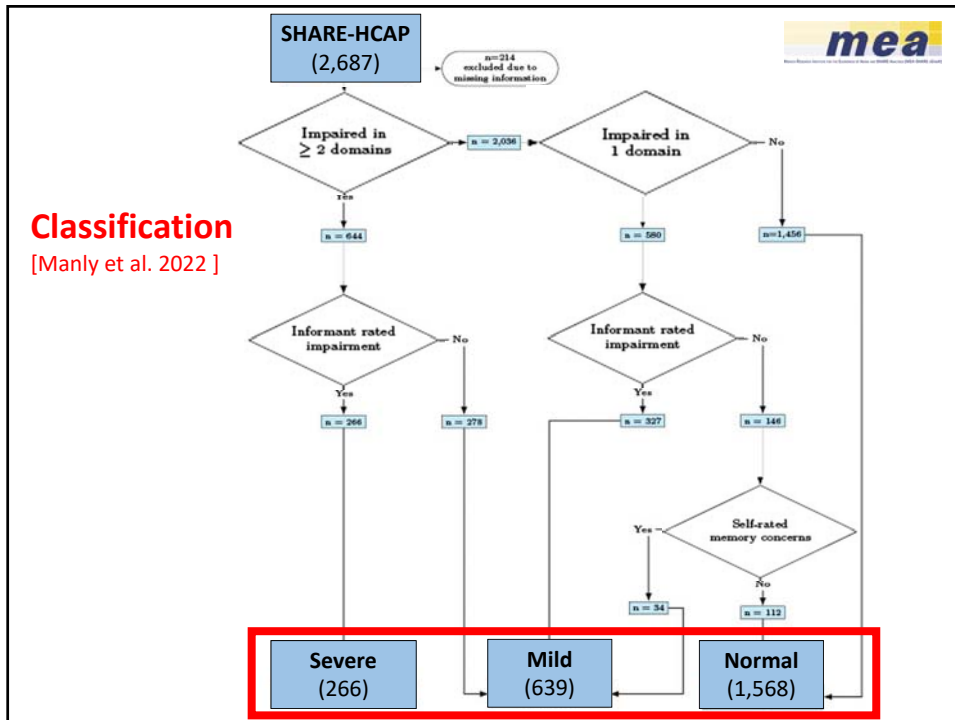 SHARE-HCAP
(2,687)
n=214
excluded due to
missing information
mea
Impaired in
≥ 2 domains
n = 2,036
Impaired in
1 domain
No
Yes
Classification
[Manly et al. 2022 ]
n = 644
n = 580
n=1,456
Informant rated
impairment
No
Informant rated
impairment
No
Yes
Yes
n = 266
n = 278
n = 327
n = 146
Self-rated
memory concerns
Yes
No
n = 34
n = 112
Severe
(266)
Mild
(639)
Normal
(1,568)